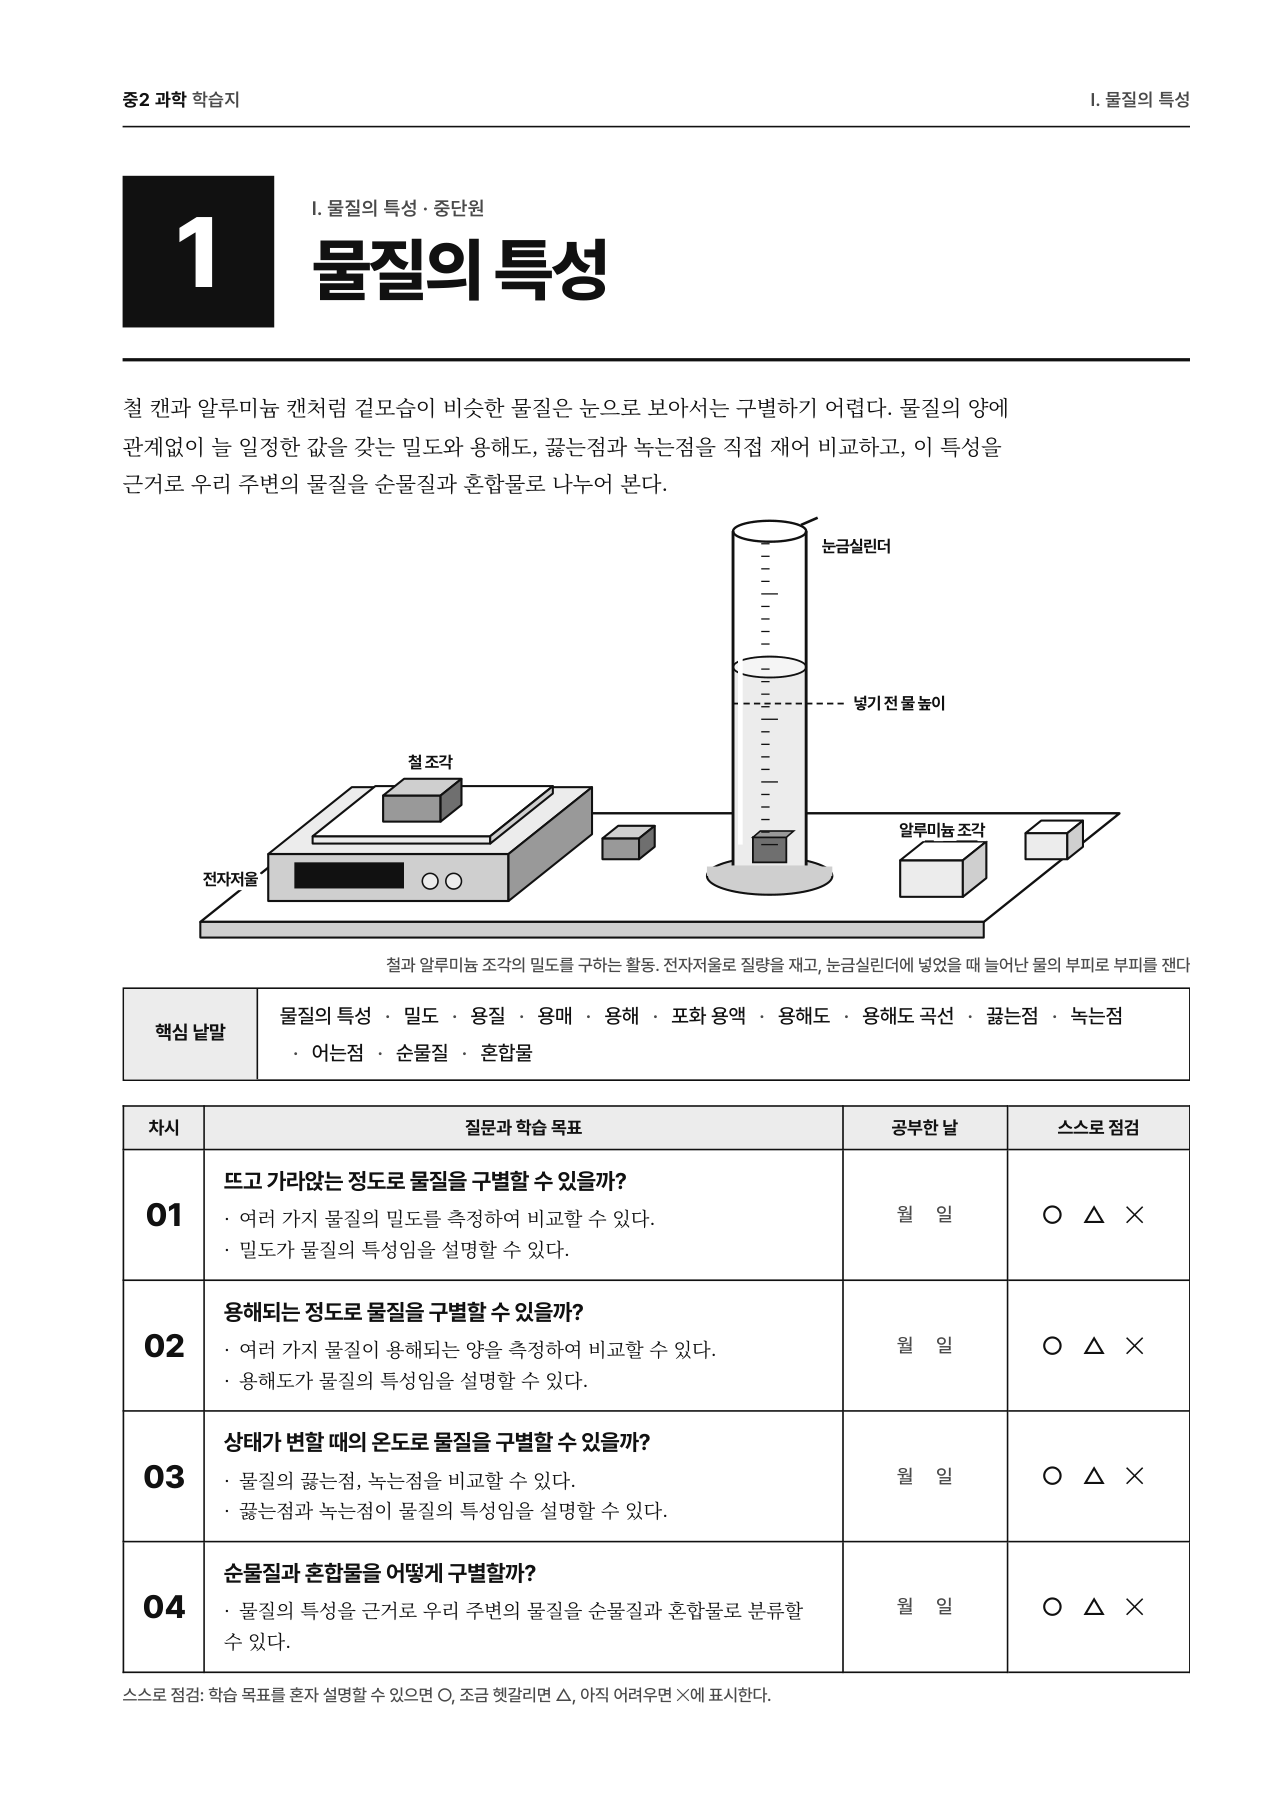 중2 과학 학습지
I. 물질의 특성
1
I. 물질의 특성 · 중단원
물질의 특성
철 캔과 알루미늄 캔처럼 겉모습이 비슷한 물질은 눈으로 보아서는 구별하기 어렵다. 물질의 양에
관계없이 늘 일정한 값을 갖는 밀도와 용해도, 끓는점과 녹는점을 직접 재어 비교하고, 이 특성을
근거로 우리 주변의 물질을 순물질과 혼합물로 나누어 본다.
눈금실린더
넣기 전 물 높이
철 조각
알루미늄 조각
전자저울
철과 알루미늄 조각의 밀도를 구하는 활동. 전자저울로 질량을 재고, 눈금실린더에 넣었을 때 늘어난 물의 부피로 부피를 잰다
핵심 낱말
물질의 특성 · 밀도 · 용질 · 용매 · 용해 · 포화 용액 · 용해도 · 용해도 곡선 · 끓는점 · 녹는점
· 어는점 · 순물질 · 혼합물
차시 질문과 학습 목표 공부한 날 스스로 점검
뜨고 가라앉는 정도로 물질을 구별할 수 있을까?
01 · 여러 가지 물질의 밀도를 측정하여 비교할 수 있다. 월 일 ○ △ ×
· 밀도가 물질의 특성임을 설명할 수 있다.
용해되는 정도로 물질을 구별할 수 있을까?
02 · 여러 가지 물질이 용해되는 양을 측정하여 비교할 수 있다. 월 일 ○ △ ×
· 용해도가 물질의 특성임을 설명할 수 있다.
상태가 변할 때의 온도로 물질을 구별할 수 있을까?
03 · 물질의 끓는점, 녹는점을 비교할 수 있다. 월 일 ○ △ ×
· 끓는점과 녹는점이 물질의 특성임을 설명할 수 있다.
순물질과 혼합물을 어떻게 구별할까?
04 · 물질의 특성을 근거로 우리 주변의 물질을 순물질과 혼합물로 분류할 월 일 ○ △ ×
수 있다.
스스로 점검: 학습 목표를 혼자 설명할 수 있으면 ○, 조금 헷갈리면 △, 아직 어려우면 ×에 표시한다.